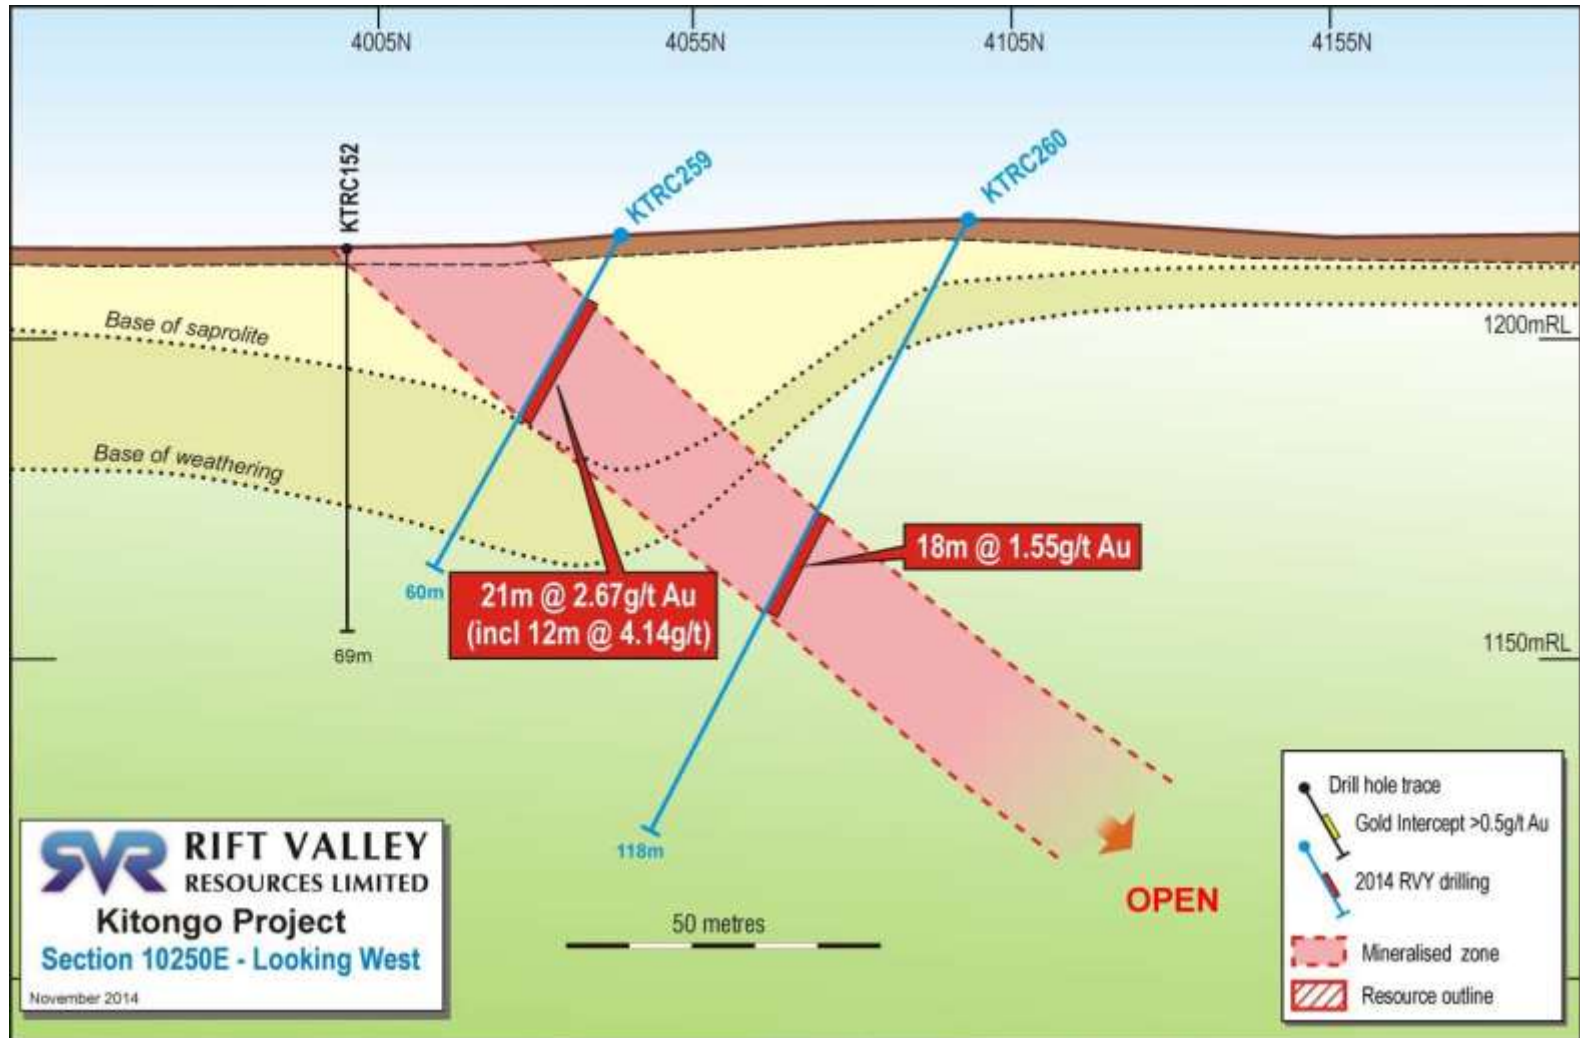 4005N
4055N
4105N
4155N
KTRC152
KTRC259
KTRC260
Base of saprolite
1200mRL
Base of weathering
18m @ 1.55g/t Au
60m
21m @ 2.67g/t Au
(incl 12m @ 4.14g/t)
69m
1150mRL
118m
OPEN
50 metres
SVR
RIFT VALLEY
RESOURCES LIMITED
Kitongo Project
Section 10250E - Looking West
November 2014
Drill hole trace
Gold Intercept >0.5g/t Au
2014 RVY drilling
Mineralised zone
Resource outline